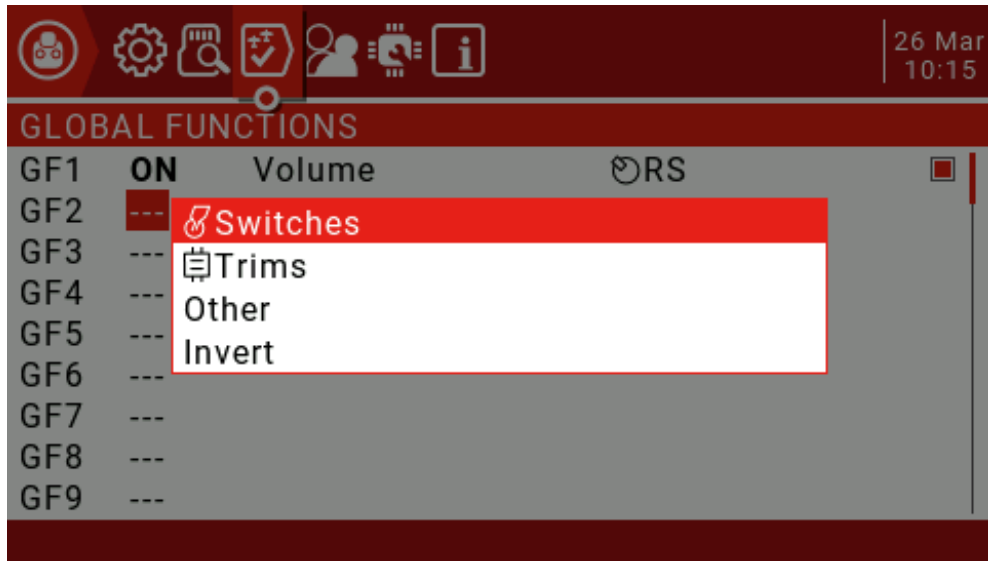 26 Mar
10:15
GLOBAL FUNCTIONS
GF1 ON Volume RS
GF2 --- Switches
GF3 --- Trims
GF4 --- Other
GF5 --- Invert
GF6 ---
GF7 ---
GF8 ---
GF9 ---